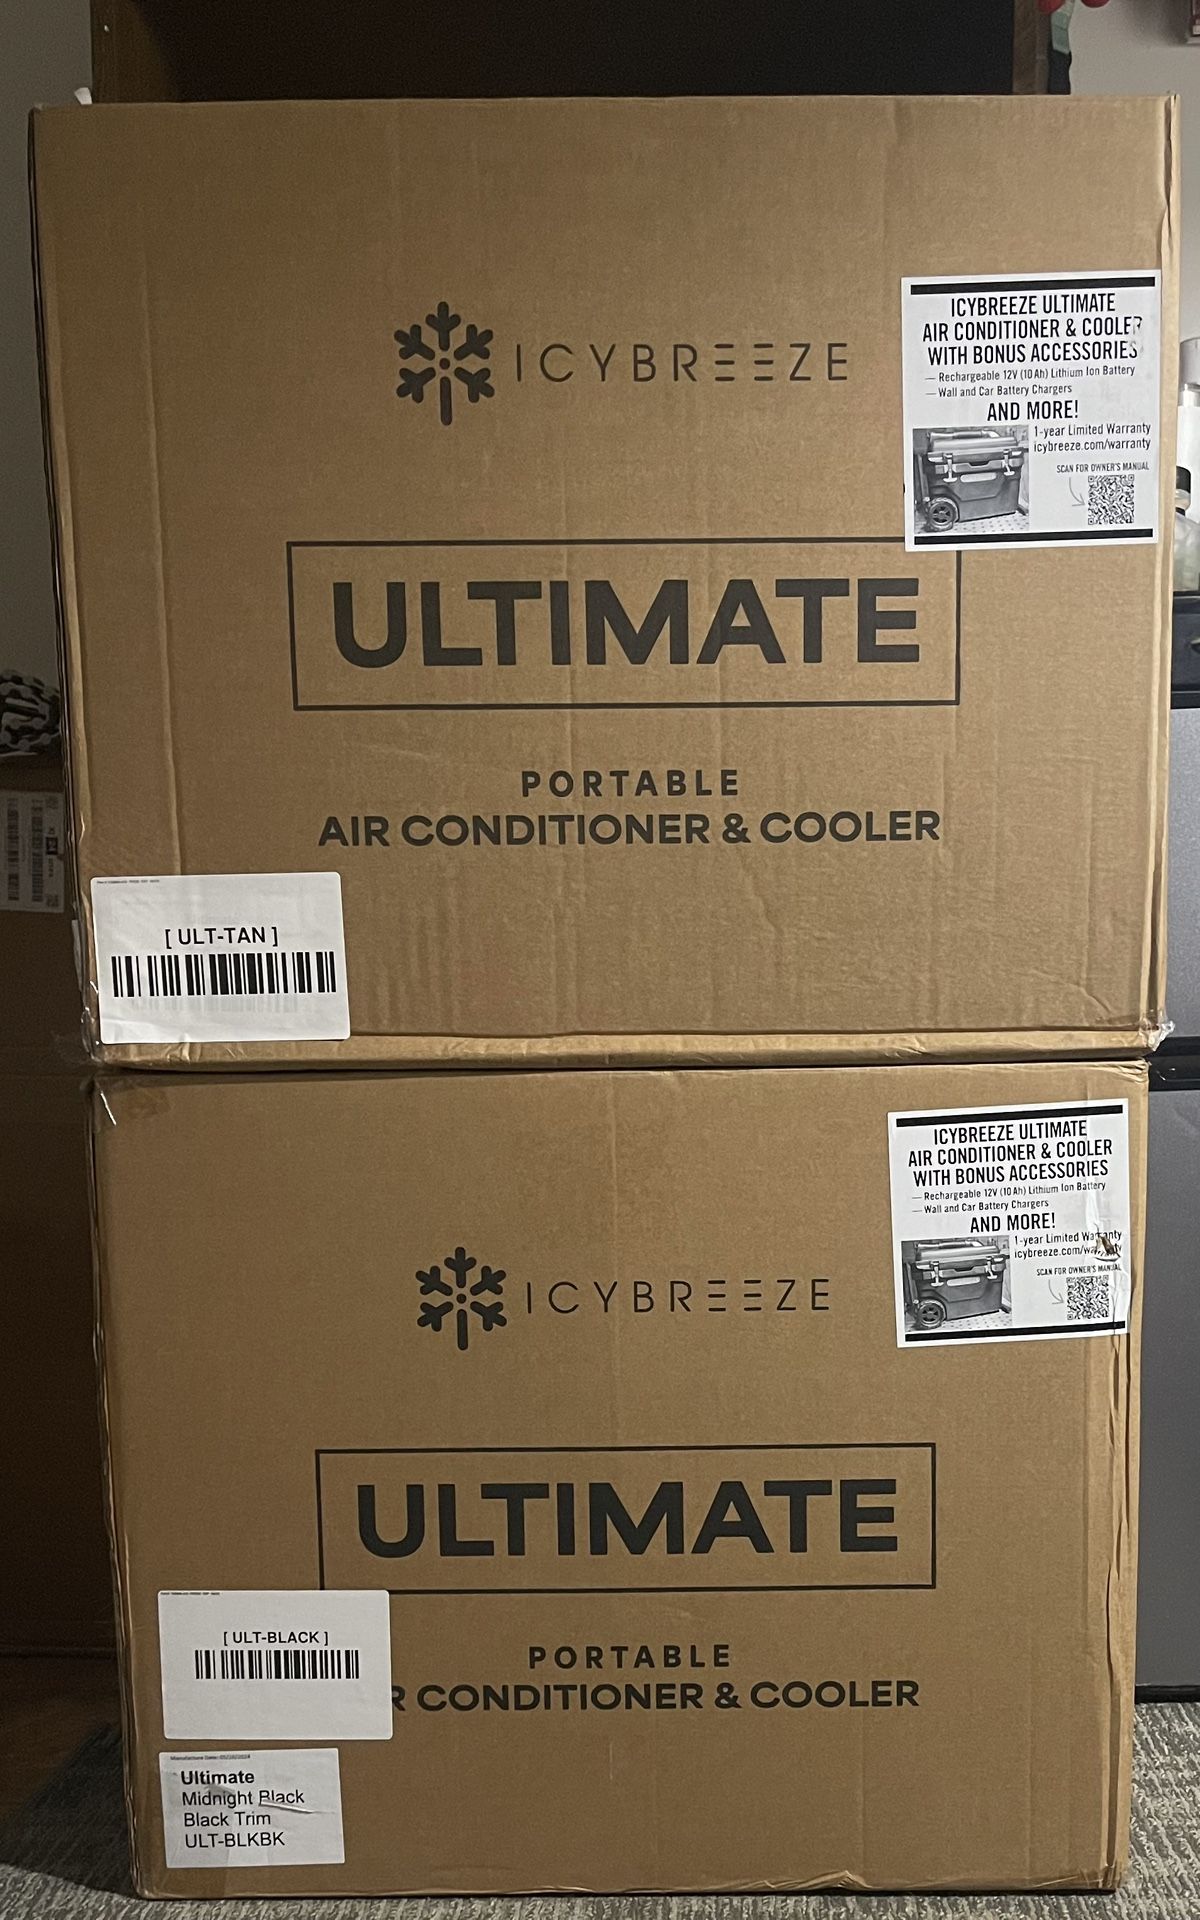 ICYBREEZE
ICYBREEZE ULTIMATE
AIR CONDITIONER & COOLER
WITH BONUS ACCESSORIES
— Rechargeable 12V (10 Ah) Lithium Ion Battery
— Wall and Car Battery Chargers
AND MORE!
1-year Limited Warranty
icybreeze.com/warranty
SCAN FOR OWNER'S MANUAL
ULTIMATE
PORTABLE
AIR CONDITIONER & COOLER
[ ULT-TAN ]
ICYBREEZE ULTIMATE
AIR CONDITIONER & COOLER
WITH BONUS ACCESSORIES
— Rechargeable 12V (10 Ah) Lithium Ion Battery
— Wall and Car Battery Chargers
AND MORE!
1-year Limited Warranty
SCAN FOR OWNER'S MANUAL
ICYBREEZE
ULTIMATE
[ ULT-BLACK ]
PORTABLE
R CONDITIONER & COOLER
Ultimate
Midnight Black
Black Trim
ULT-BLKBK